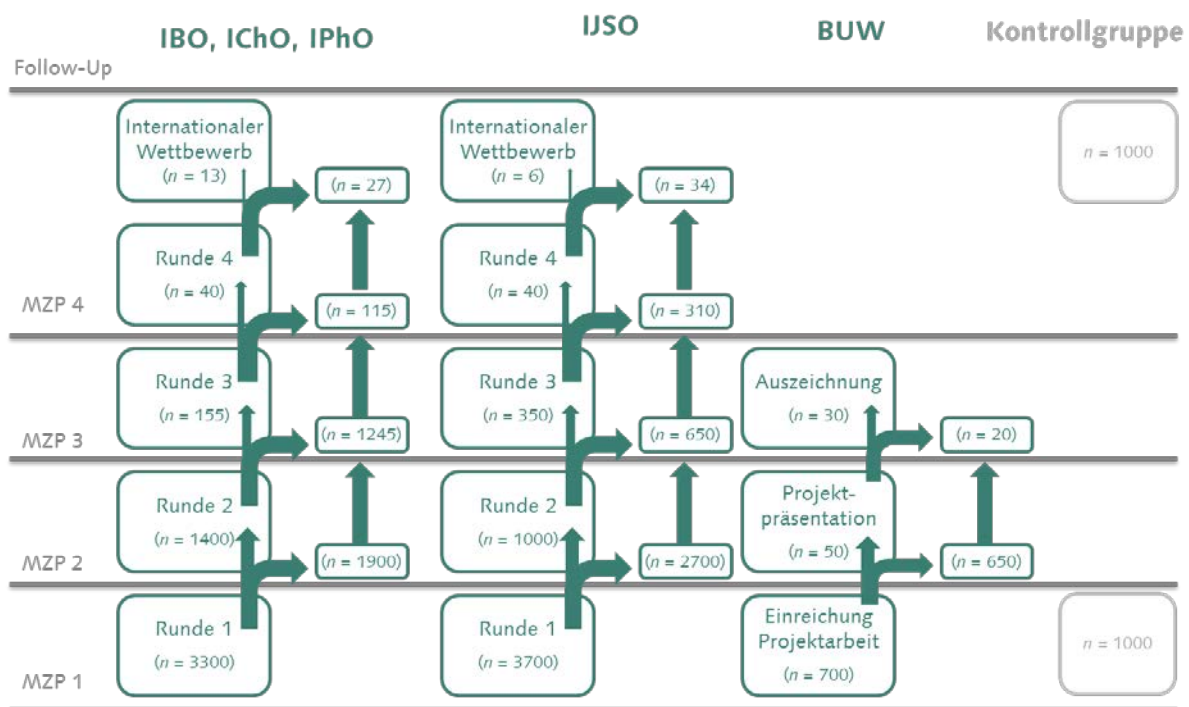 IBO, IChO, IPhO
IJSO
BUW
Kontrollgruppe
Follow-Up
Internationaler
Wettbewerb
(n = 13)
(n = 27)
Internationaler
Wettbewerb
(n = 6)
(n = 34)
n = 1000
Runde 4
(n = 40)
Runde 4
(n = 40)
MZP 4
(n = 115)
(n = 310)
Runde 3
(n = 155)
Runde 3
(n = 350)
Auszeichnung
(n = 30)
MZP 3
(n = 1245)
(n = 650)
(n = 20)
Runde 2
(n = 1400)
Runde 2
(n = 1000)
Projekt-
präsentation
(n = 50)
MZP 2
(n = 1900)
(n = 2700)
(n = 650)
Runde 1
(n = 3300)
Runde 1
(n = 3700)
Einreichung
Projektarbeit
(n = 700)
n = 1000
MZP 1